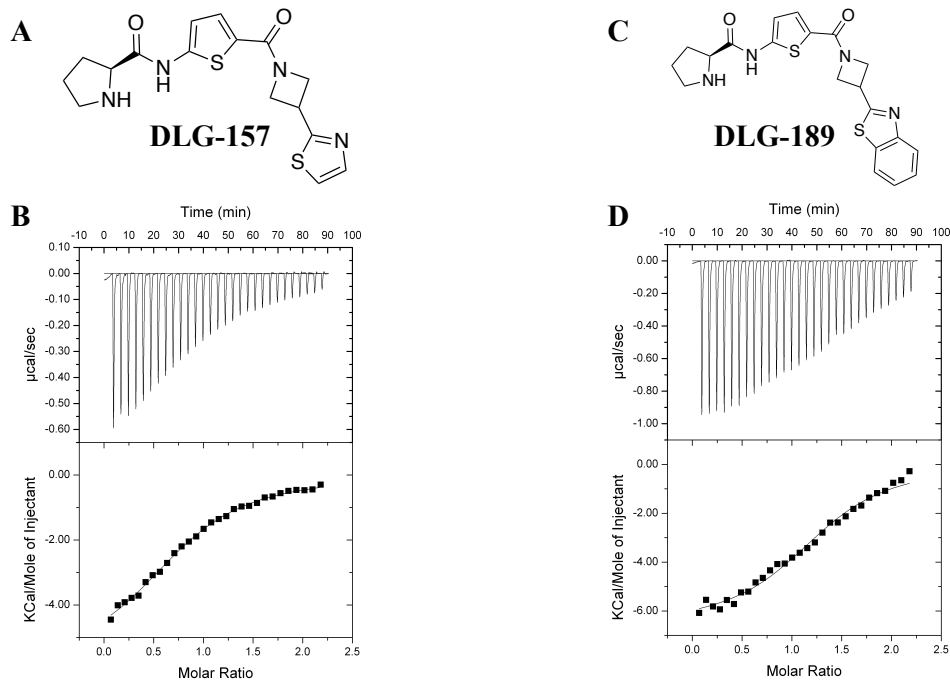 A
O
N
H
NH
S
O
N
N
S
DLG-157
C
O
N
H
NH
S
O
N
N
S
DLG-189
B
Time (min)
-10 0 10 20 30 40 50 60 70 80 90 100
0.10
0.00
-0.10
-0.20
-0.30
-0.40
-0.50
-0.60
µcal/sec
0.00
-2.00
-4.00
KCal/Mole of Injectant
0.0 0.5 1.0 1.5 2.0 2.5
Molar Ratio
D
Time (min)
-10 0 10 20 30 40 50 60 70 80 90 100
0.00
-0.20
-0.40
-0.60
-0.80
-1.00
µcal/sec
0.00
-2.00
-4.00
-6.00
KCal/Mole of Injectant
0.0 0.5 1.0 1.5 2.0 2.5
Molar Ratio